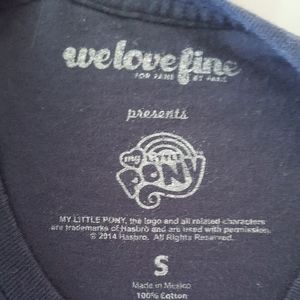 welovefine
FOR FANS BY FANS
presents
my LITTLE
PONY
MY LITTLE PONY, the logo and all related characters
are trademarks of Hasbro and are used with permission.
© 2014 Hasbro. All Rights Reserved.
S
Made in Mexico
100% Cotton